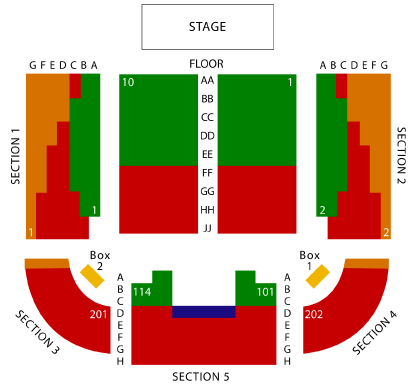 STAGE
FLOOR
G F E D C B A
A B C D E F G
10
1
AA
BB
CC
DD
EE
FF
GG
HH
JJ
SECTION 1
1
1
SECTION 2
2
2
Box
2
Box
1
A
B
C
D
E
F
G
H
114
101
A
B
C
D
E
F
G
H
201
202
SECTION 3
SECTION 4
SECTION 5